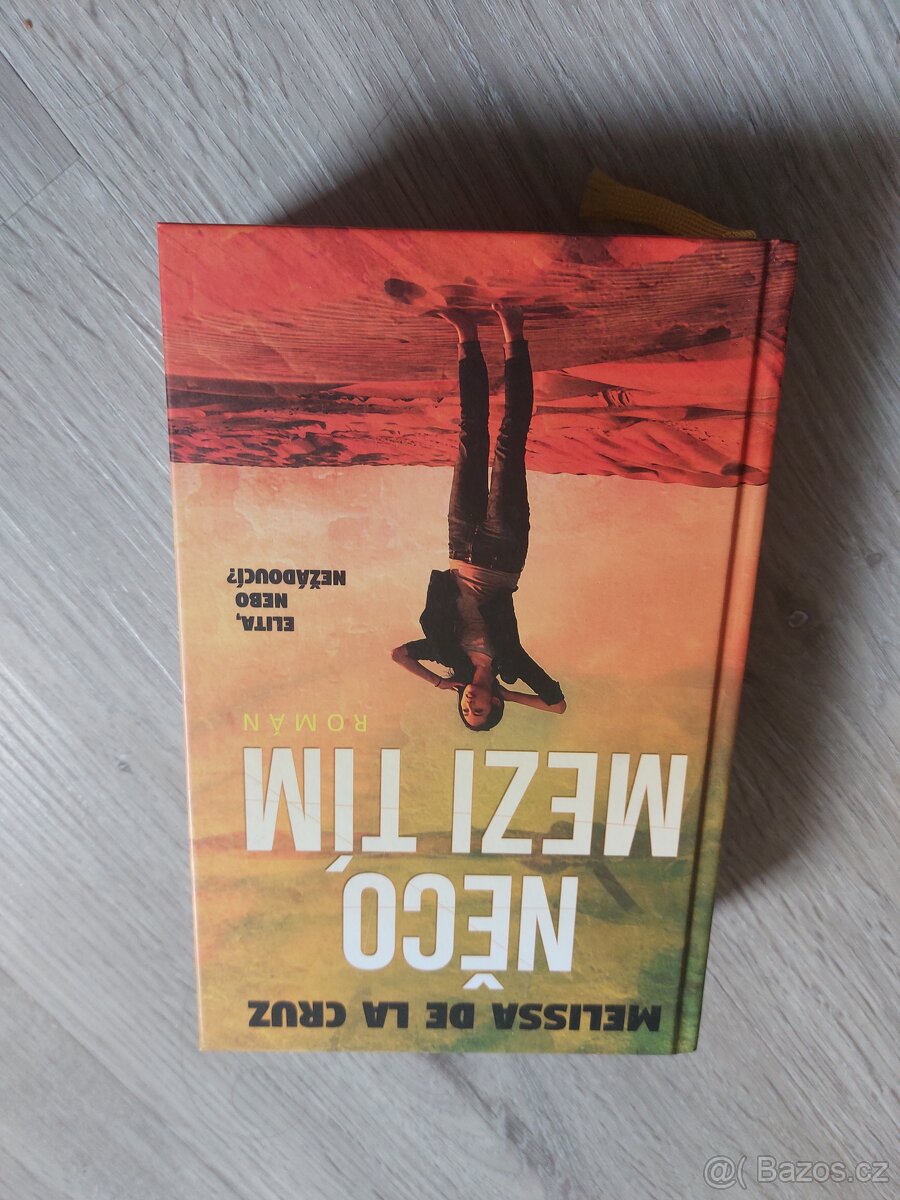 MELISSA DE LA CRUZ
NĚCO
MEZI TÍM
ROMÁN
ELITA,
NEBO
NEŽÁDOUCÍ?
@( Bazos.cz